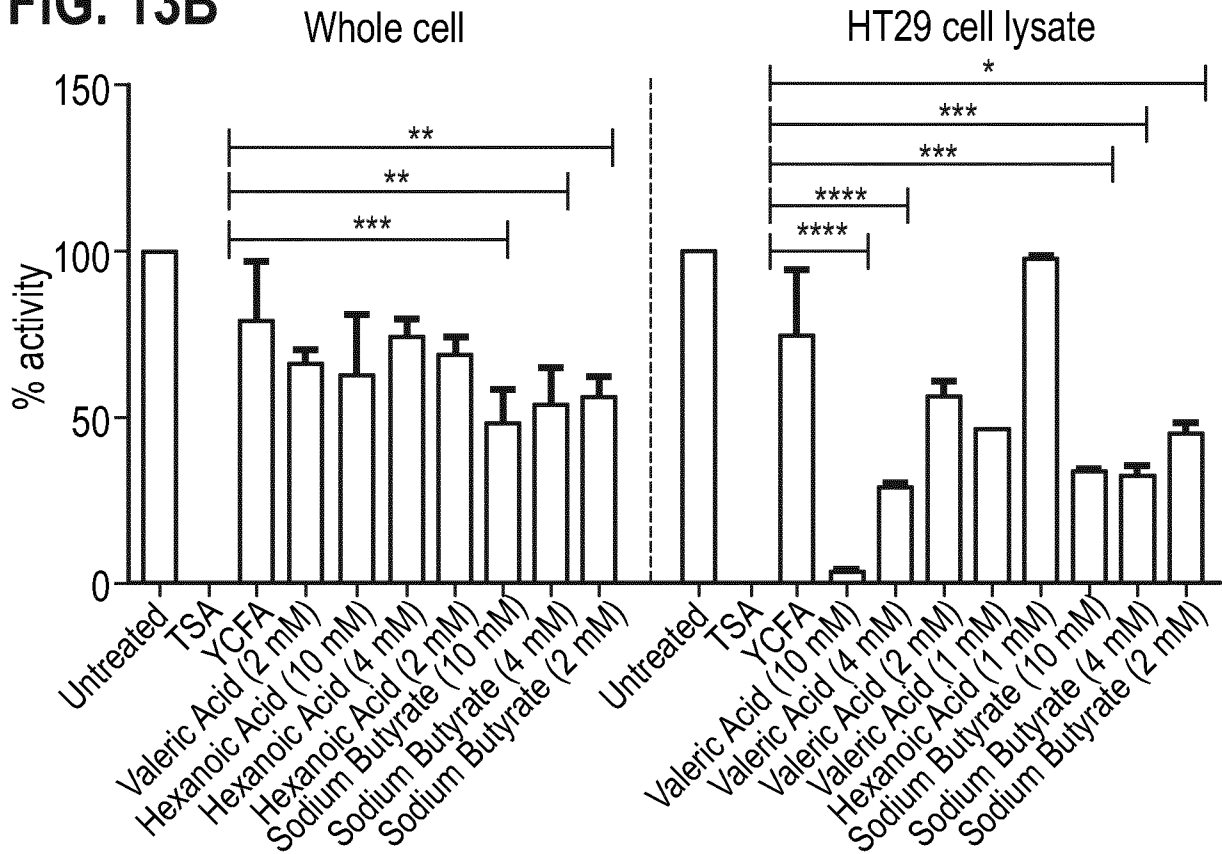 FIG. 13B
Whole cell
HT29 cell lysate
150
100
50
0
% activity
**
**
***
*
***
***
****
****
Untreated
TSA
YCFA
Valeric Acid (2 mM)
Hexanoic Acid (10 mM)
Hexanoic Acid (4 mM)
Hexanoic Acid (2 mM)
Sodium Butyrate (10 mM)
Sodium Butyrate (4 mM)
Sodium Butyrate (2 mM)
Untreated
TSA
YCFA
Valeric Acid (10 mM)
Valeric Acid (4 mM)
Valeric Acid (2 mM)
Valeric Acid (1 mM)
Hexanoic Acid (1 mM)
Sodium Butyrate (10 mM)
Sodium Butyrate (4 mM)
Sodium Butyrate (2 mM)